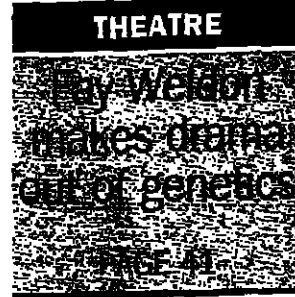 THEATRE
Fay Weldon
makes drama
out of genetics
PAGE 41